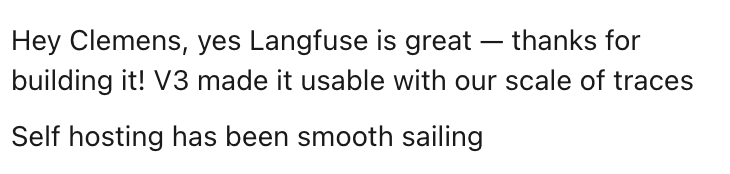 Hey Clemens, yes Langfuse is great — thanks for
building it! V3 made it usable with our scale of traces
Self hosting has been smooth sailing